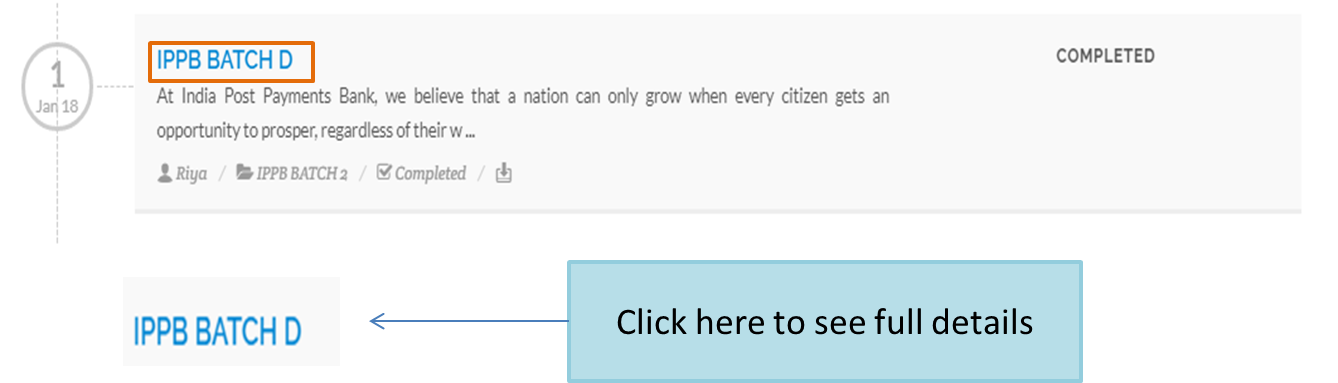 1
Jan 18
IPPB BATCH D
COMPLETED
At India Post Payments Bank, we believe that a nation can only grow when every citizen gets an
opportunity to prosper, regardless of their w ...
Riya / IPPB BATCH 2 / Completed /
IPPB BATCH D
Click here to see full details